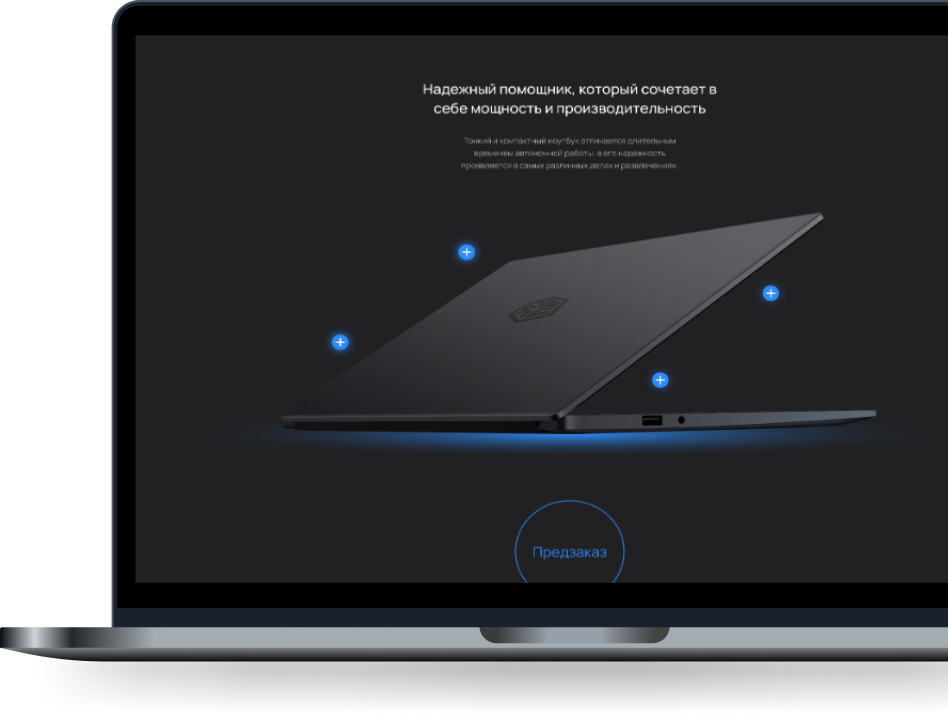 Надежный помощник, который сочетает в
себе мощность и производительность
Тонкий и компактный ноутбук отличается длительным
временем автономной работы, а его надежность
проявляется в самых различных делах и развлечениях.
Предзаказ